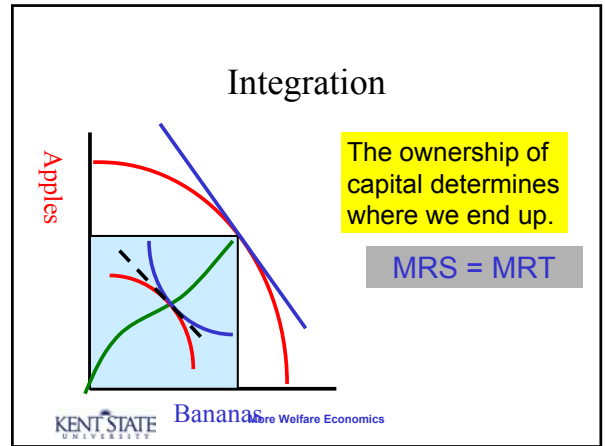 Integration
Apples
The ownership of
capital determines
where we end up.
MRS = MRT
KENT STATE
UNIVERSITY
Bananas
More Welfare Economics